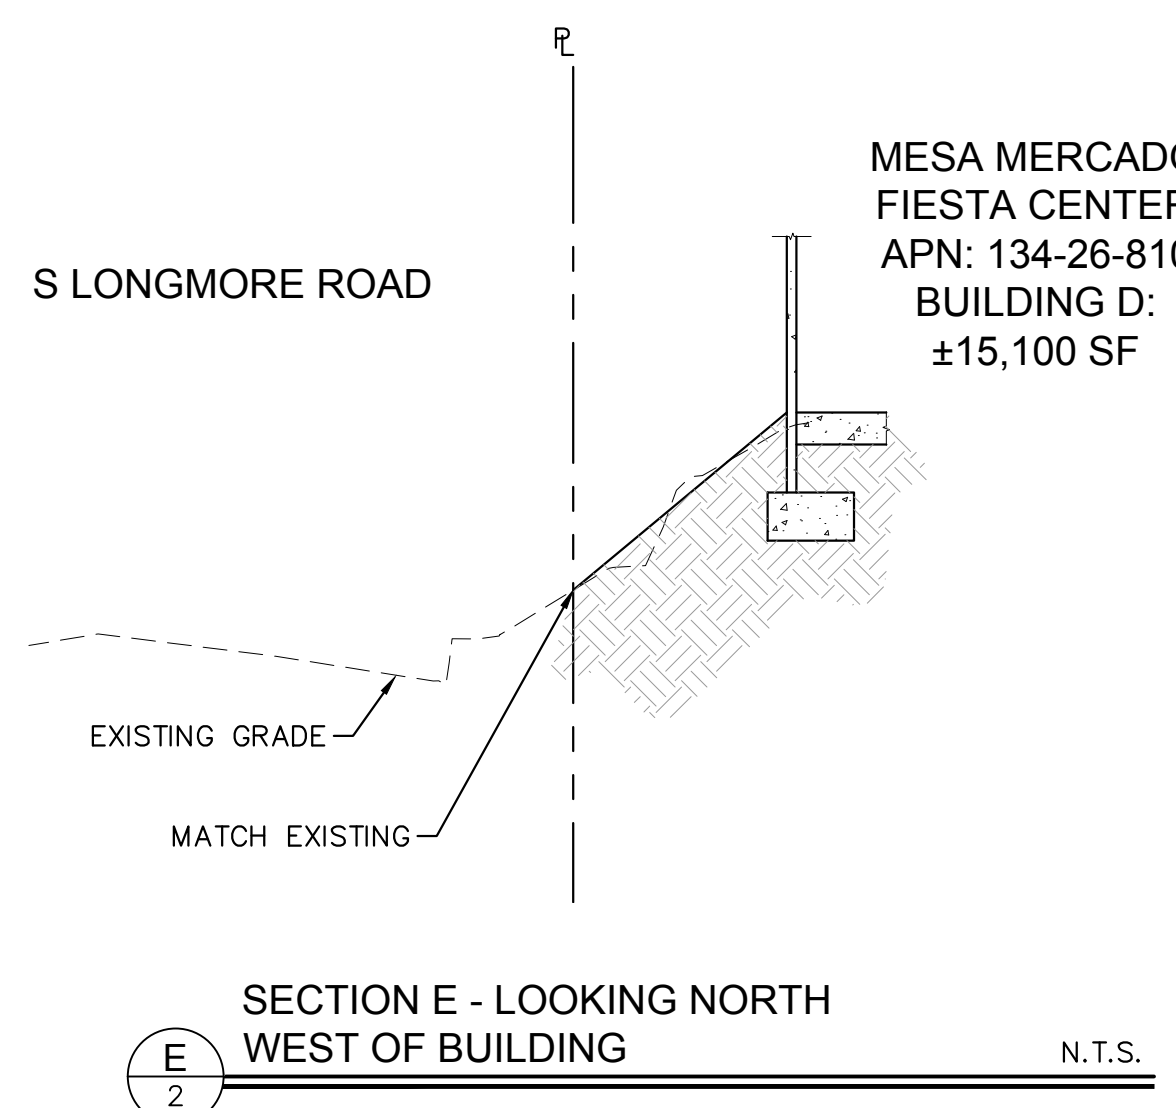 PL
S LONGMORE ROAD
MESA MERCADO
FIESTA CENTER
APN: 134-26-810
BUILDING D:
±15,100 SF
EXISTING GRADE
MATCH EXISTING
SECTION E - LOOKING NORTH
WEST OF BUILDING
E
2
N.T.S.